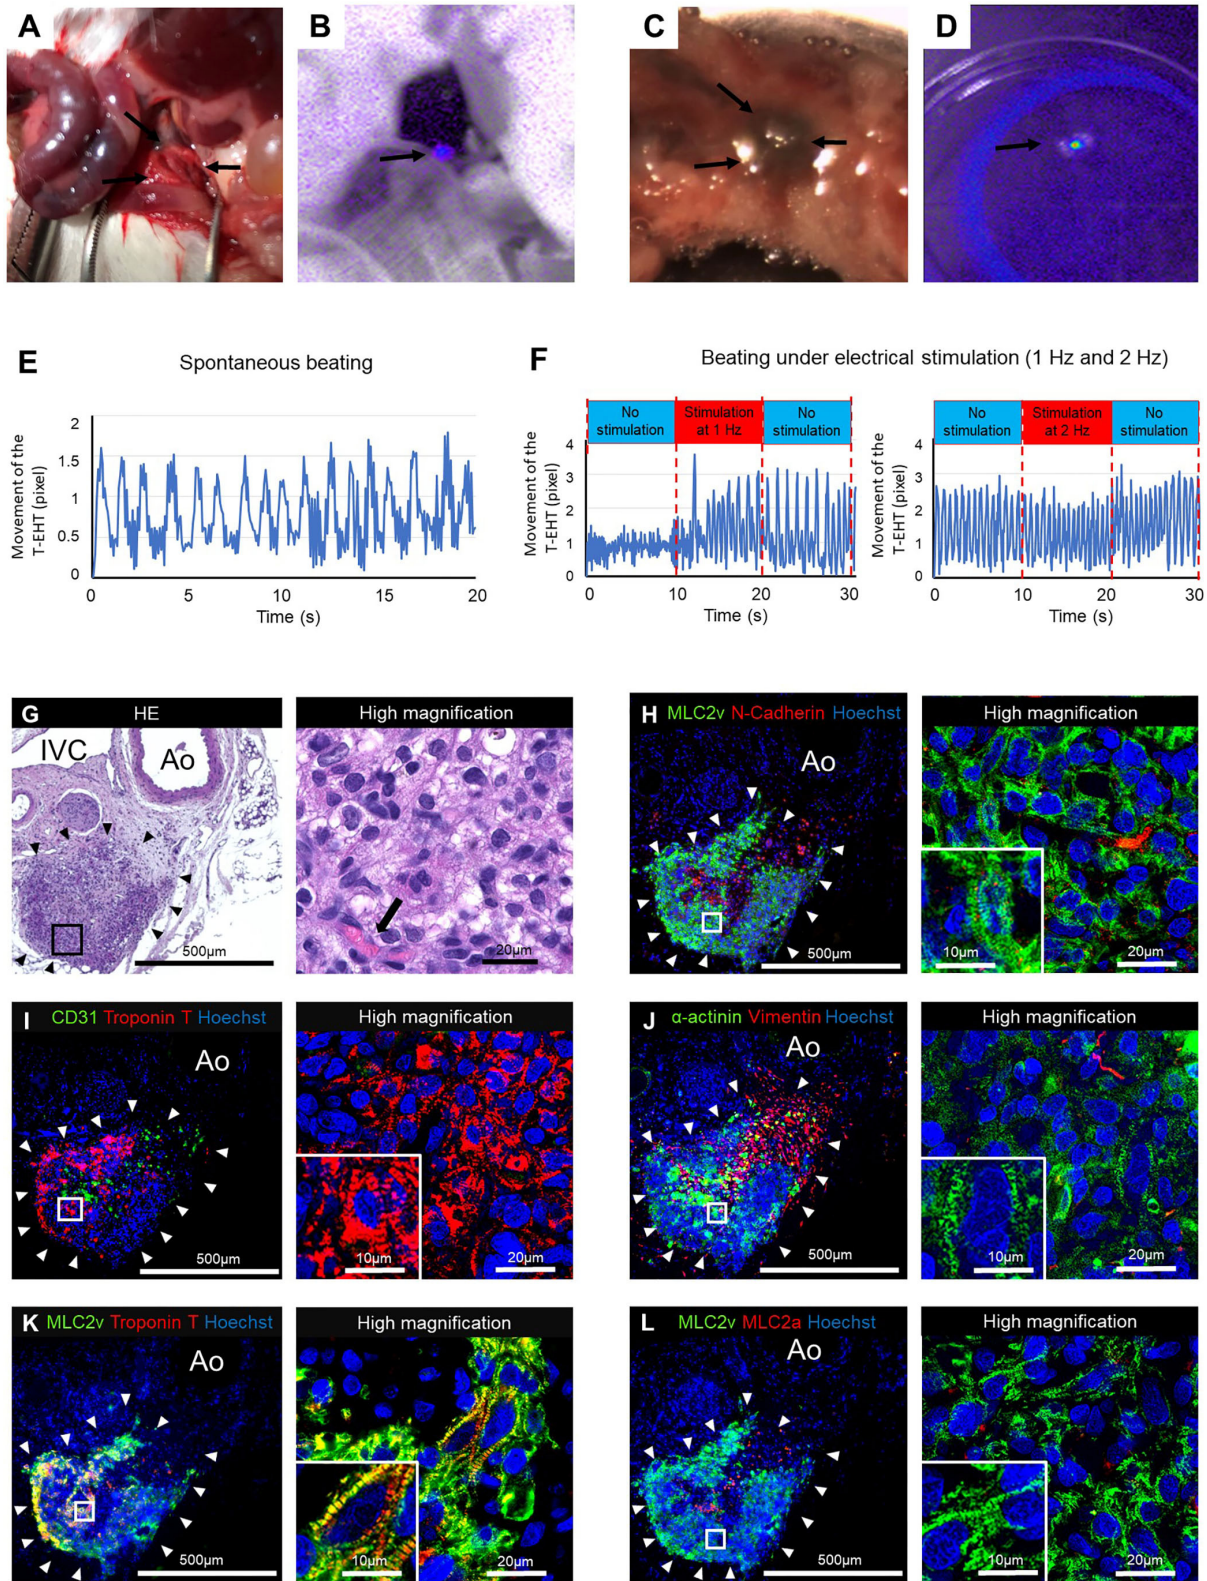 A
B
C
D
E
Spontaneous beating
Movement of the
T-EHT (pixel)
2
1.5
1
0.5
0
0
5
10
15
20
Time (s)
F
Beating under electrical stimulation (1 Hz and 2 Hz)
No
stimulation
Stimulation
at 1 Hz
No
stimulation
Movement of the
T-EHT (pixel)
4
3
2
1
0
0
10
20
30
Time (s)
No
stimulation
Stimulation
at 2 Hz
No
stimulation
Movement of the
T-EHT (pixel)
4
3
2
1
0
0
10
20
30
Time (s)
G
HE
IVC
Ao
500µm
High magnification
20µm
H
MLC2v N-Cadherin Hoechst
Ao
500µm
High magnification
10µm
20µm
I
CD31 Troponin T Hoechst
Ao
500µm
High magnification
10µm
20µm
J
α-actinin Vimentin Hoechst
Ao
500µm
High magnification
10µm
20µm
K
MLC2v Troponin T Hoechst
Ao
500µm
High magnification
10µm
20µm
L
MLC2v MLC2a Hoechst
Ao
500µm
High magnification
10µm
20µm